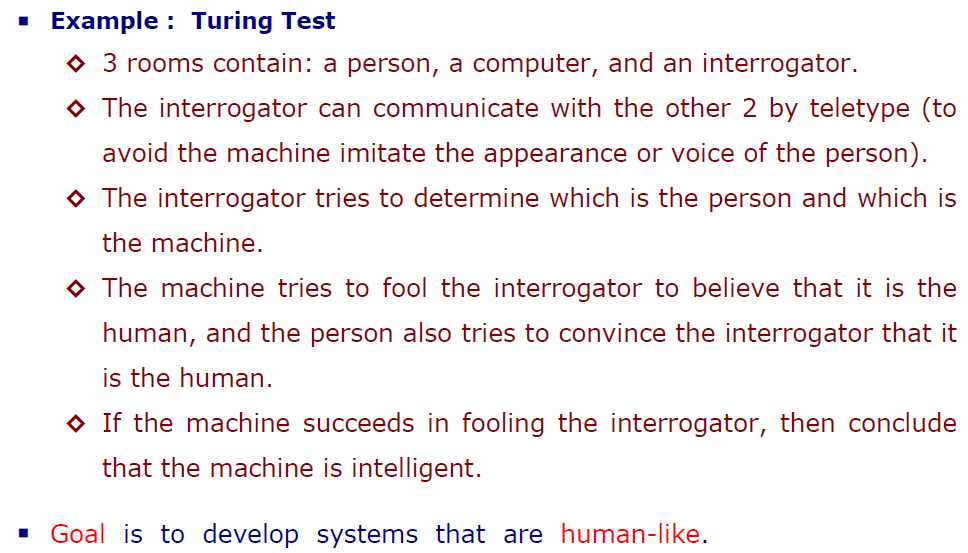 Example : Turing Test
3 rooms contain: a person, a computer, and an interrogator.
The interrogator can communicate with the other 2 by teletype (to
avoid the machine imitate the appearance or voice of the person).
The interrogator tries to determine which is the person and which is
the machine.
The machine tries to fool the interrogator to believe that it is the
human, and the person also tries to convince the interrogator that it
is the human.
If the machine succeeds in fooling the interrogator, then conclude
that the machine is intelligent.
Goal is to develop systems that are human-like.